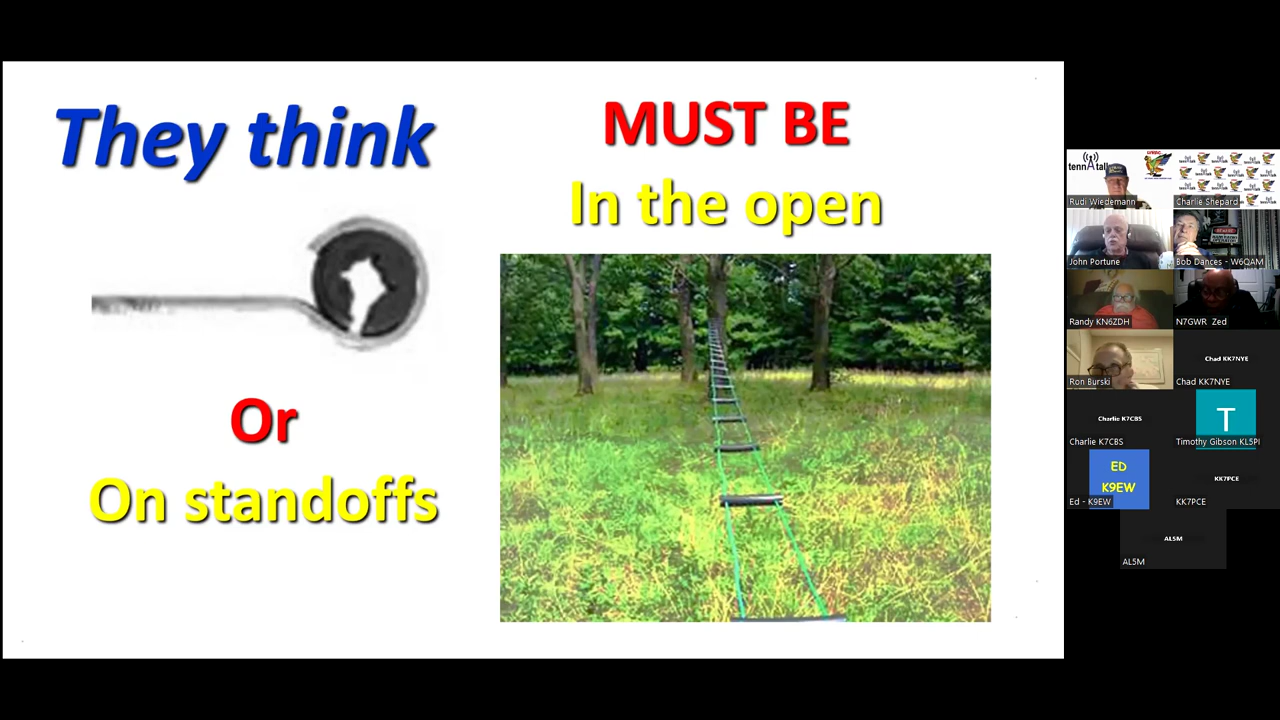 They think
Or
On standoffs
MUST BE
In the open
tennAtalk
Rudi Wiedemann
Charlie Shepard
John Portune
Bob Dances - W6QAM
Randy KN6ZDH
N7GWR Zed
Ron Burski
Chad KK7NYE
Chad KK7NYE
Charlie K7CBS
Charlie K7CBS
T
Timothy Gibson KL5PI
ED
K9EW
Ed - K9EW
KK7PCE
KK7PCE
AL5M
AL5M